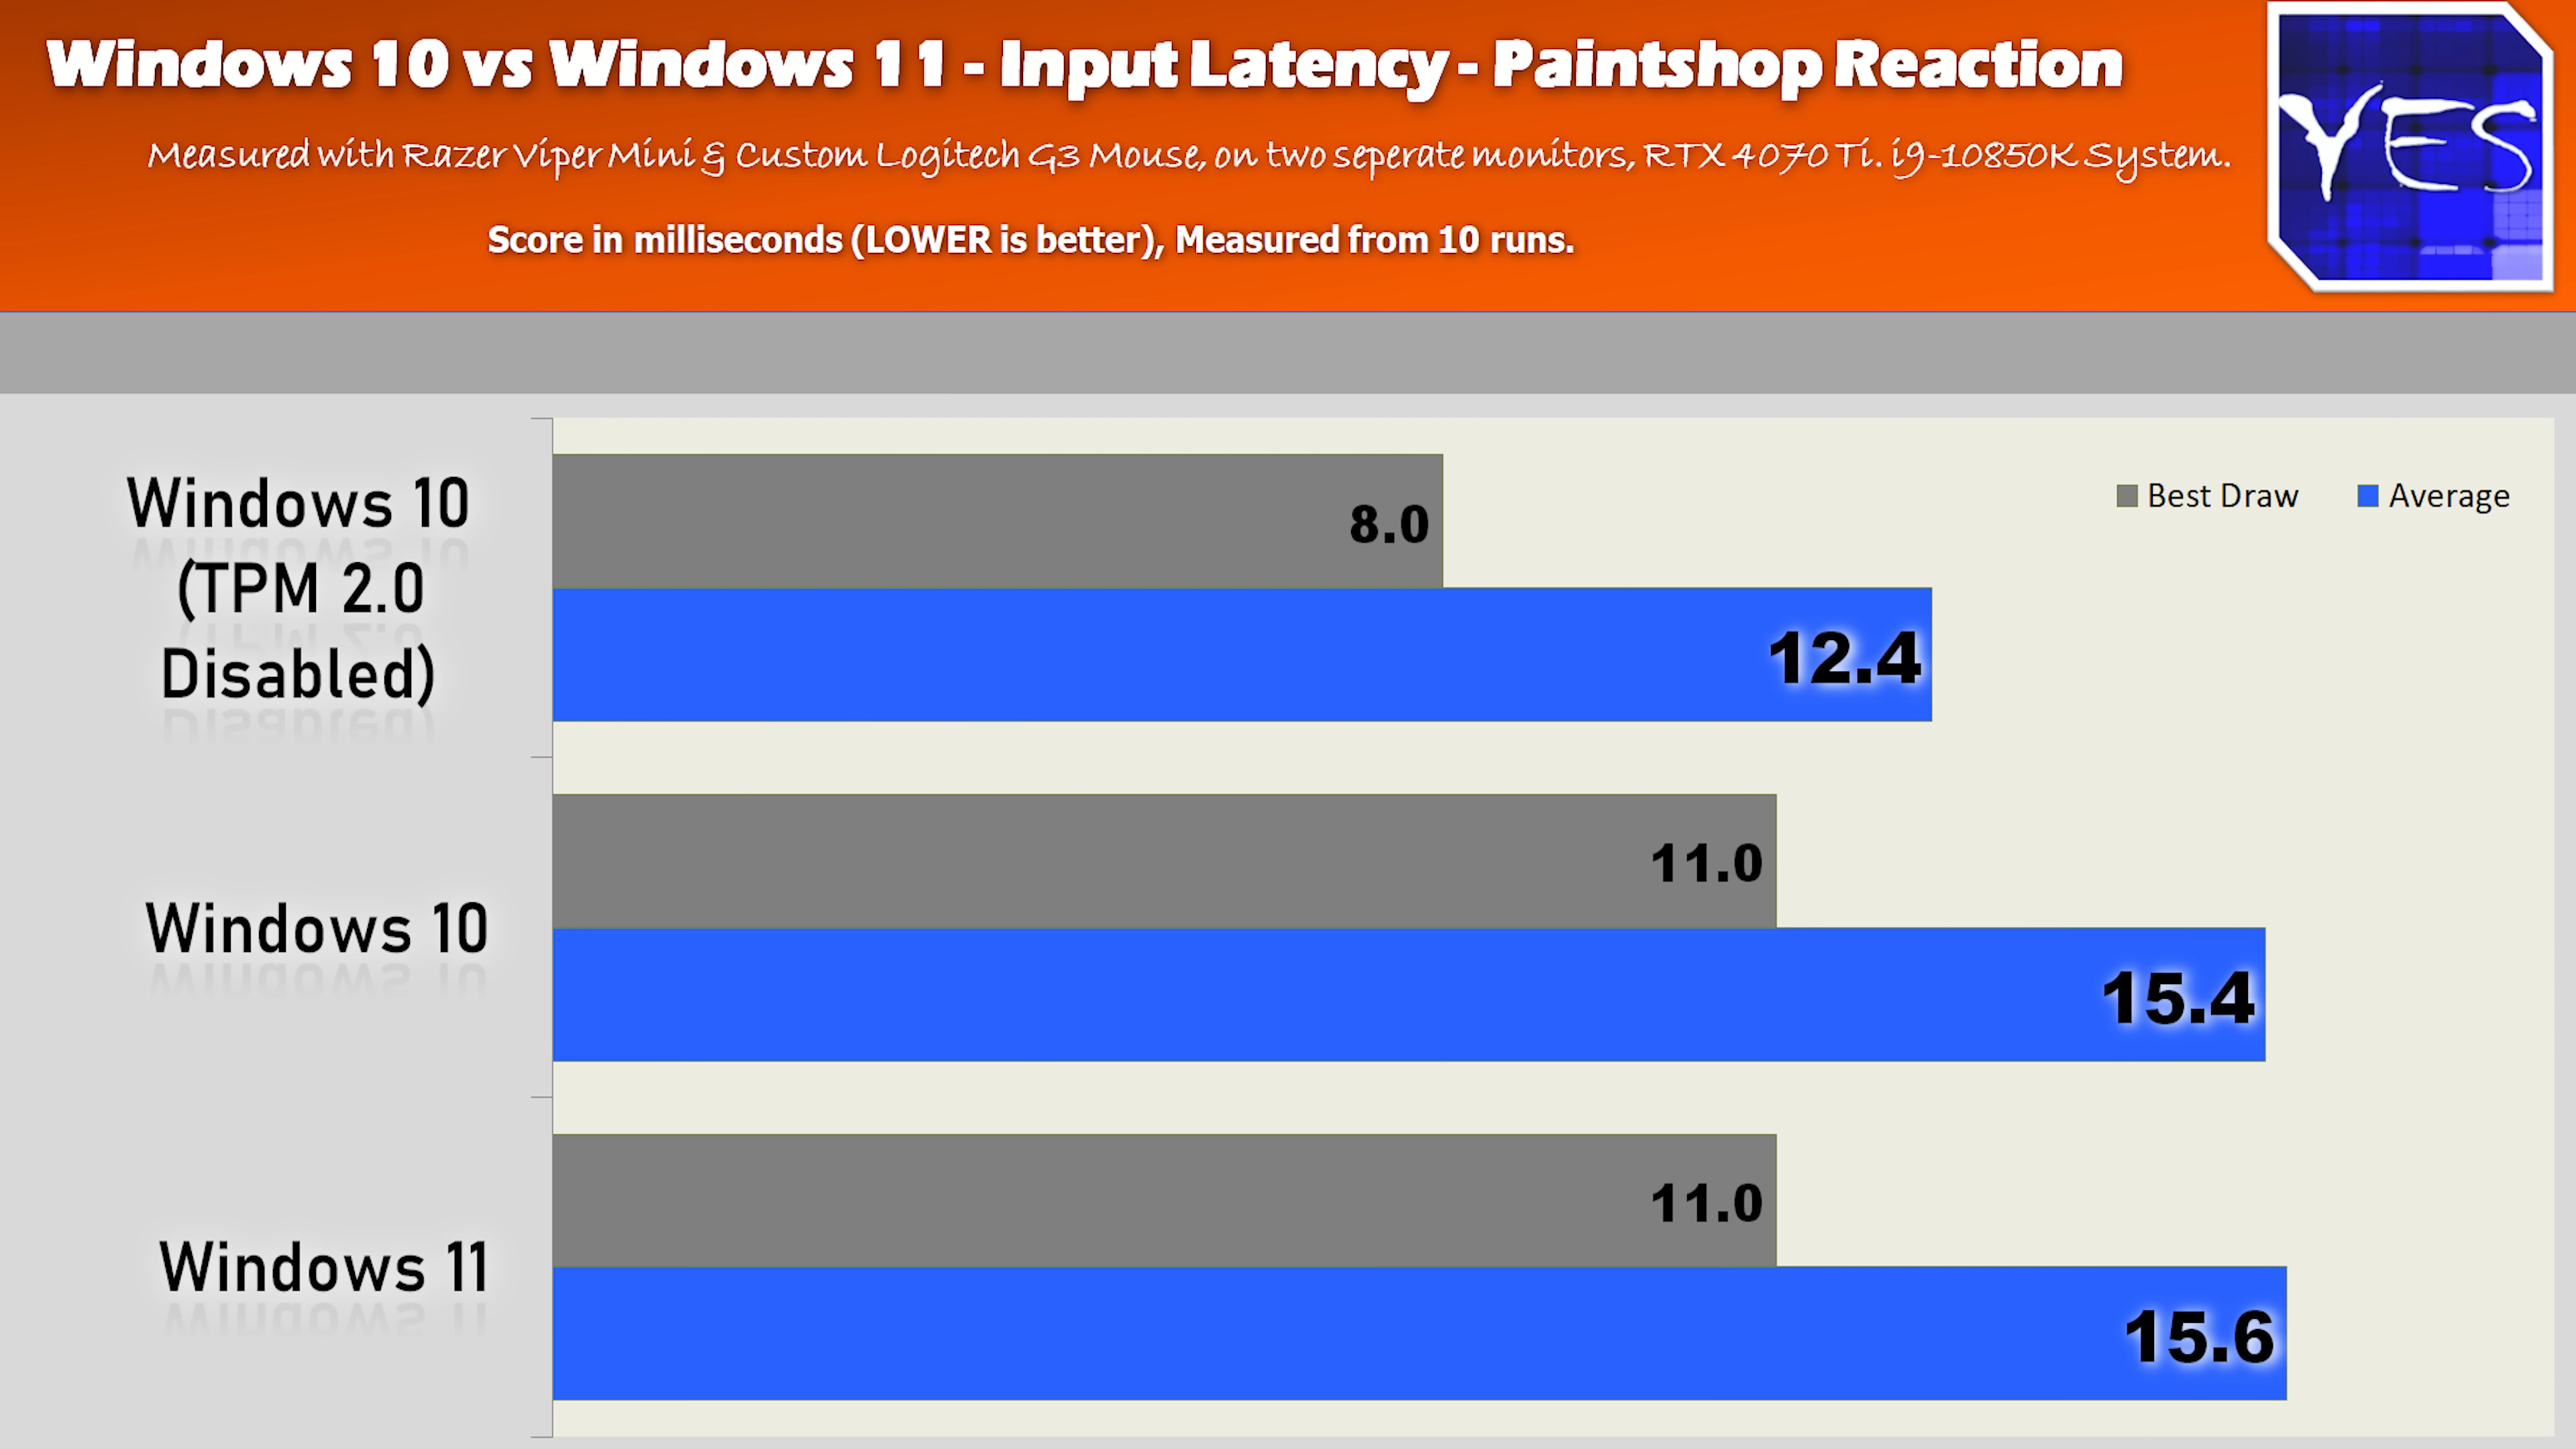 Windows 10 vs Windows 11 - Input Latency - Paintshop Reaction
Measured with Razer Viper Mini & Custom Logitech G3 Mouse, on two seperate monitors, RTX 4070 Ti. i9-10850K System.
Score in milliseconds (LOWER is better), Measured from 10 runs.
YES
Best Draw
Average
Windows 10
(TPM 2.0
Disabled)
8.0
12.4
Windows 10
11.0
15.4
Windows 11
11.0
15.6